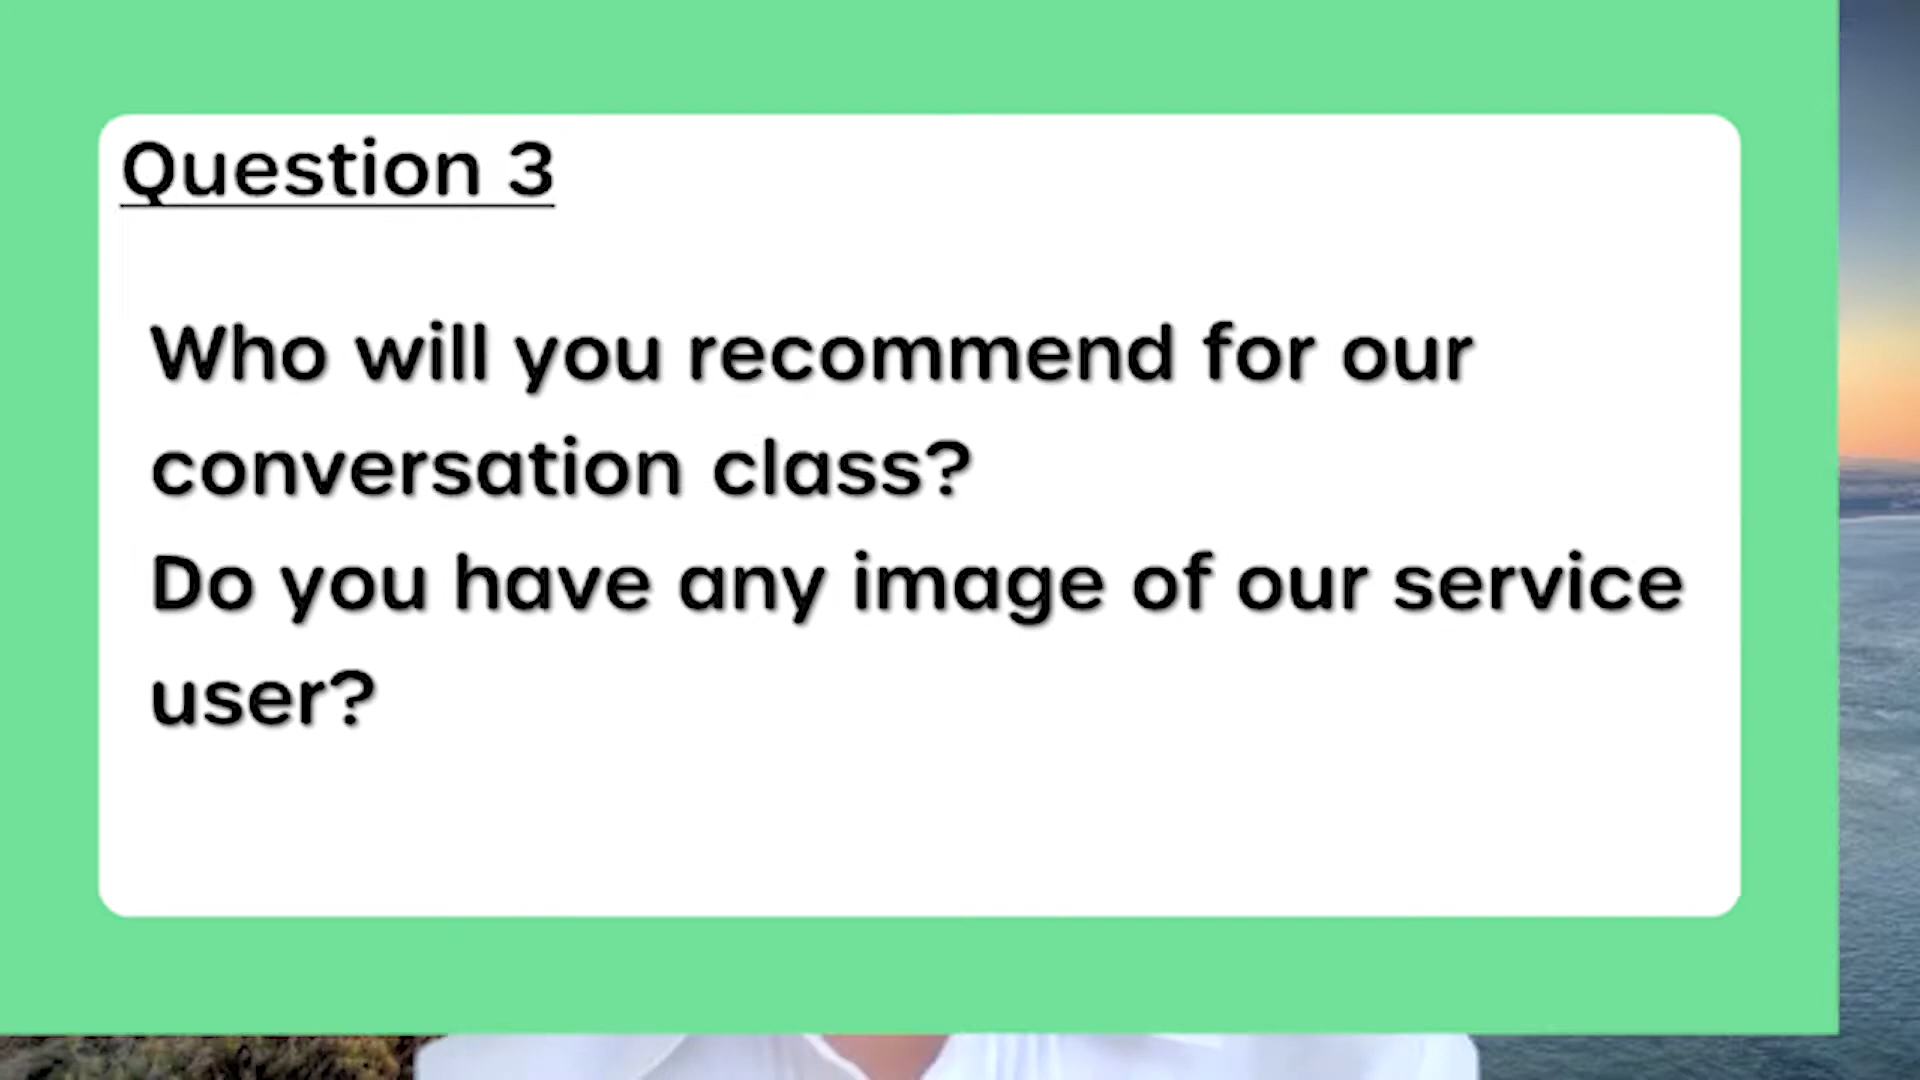 Question 3
Who will you recommend for our
conversation class?
Do you have any image of our service
user?